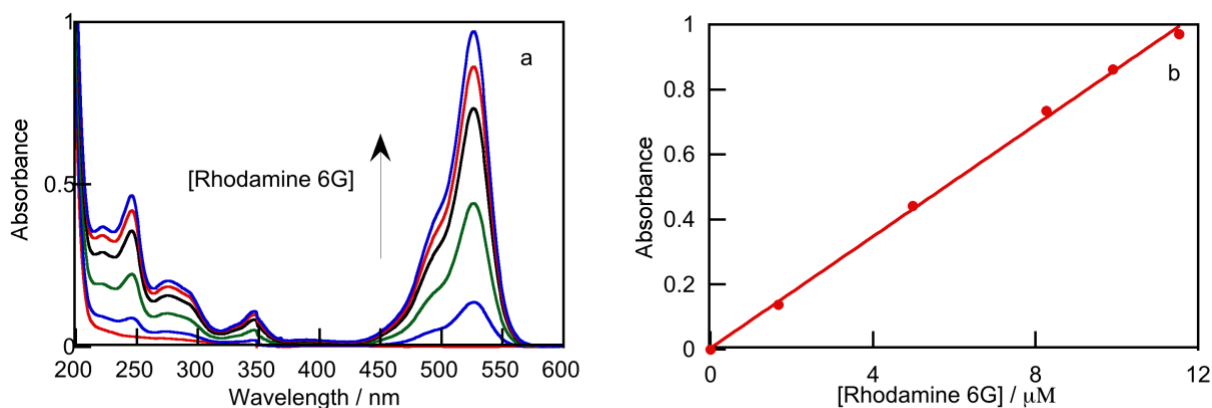 1
a
[Rhodamine 6G]
0.5
Absorbance
0
200 250 300 350 400 450 500 550 600
Wavelength / nm
1
b
0.8
0.6
Absorbance
0.4
0.2
0
0 4 8 12
[Rhodamine 6G] / μM